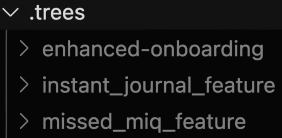 .trees
enhanced-onboarding
instant_journal_feature
missed_miq_feature